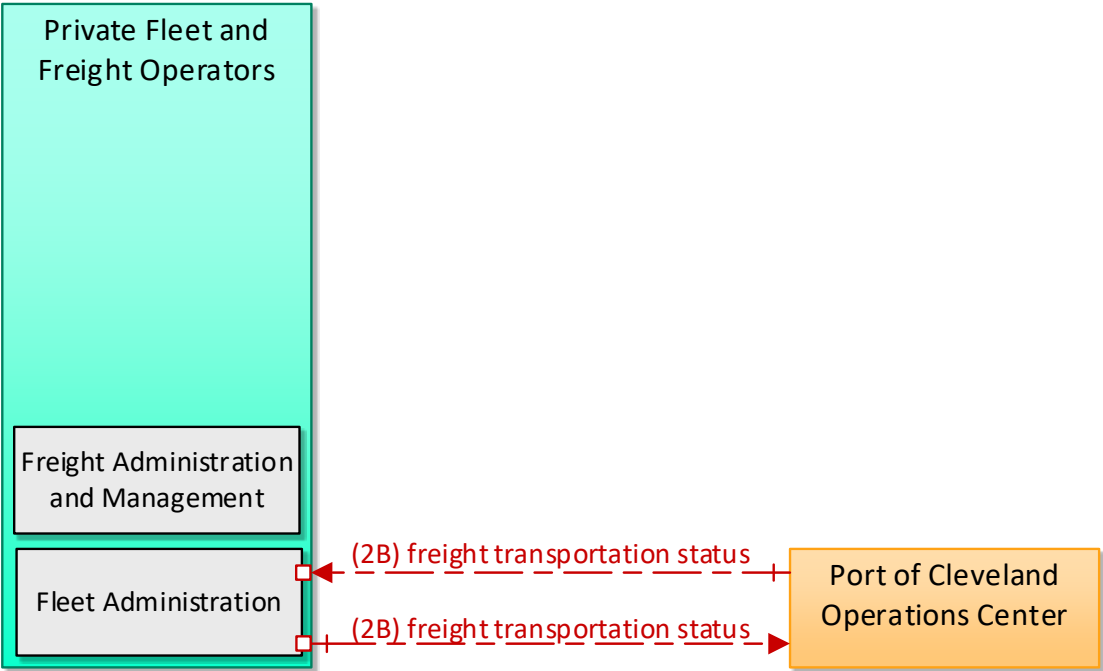 Private Fleet and
Freight Operators
Freight Administration
and Management
Fleet Administration
(2B) freight transportation status
(2B) freight transportation status
Port of Cleveland
Operations Center